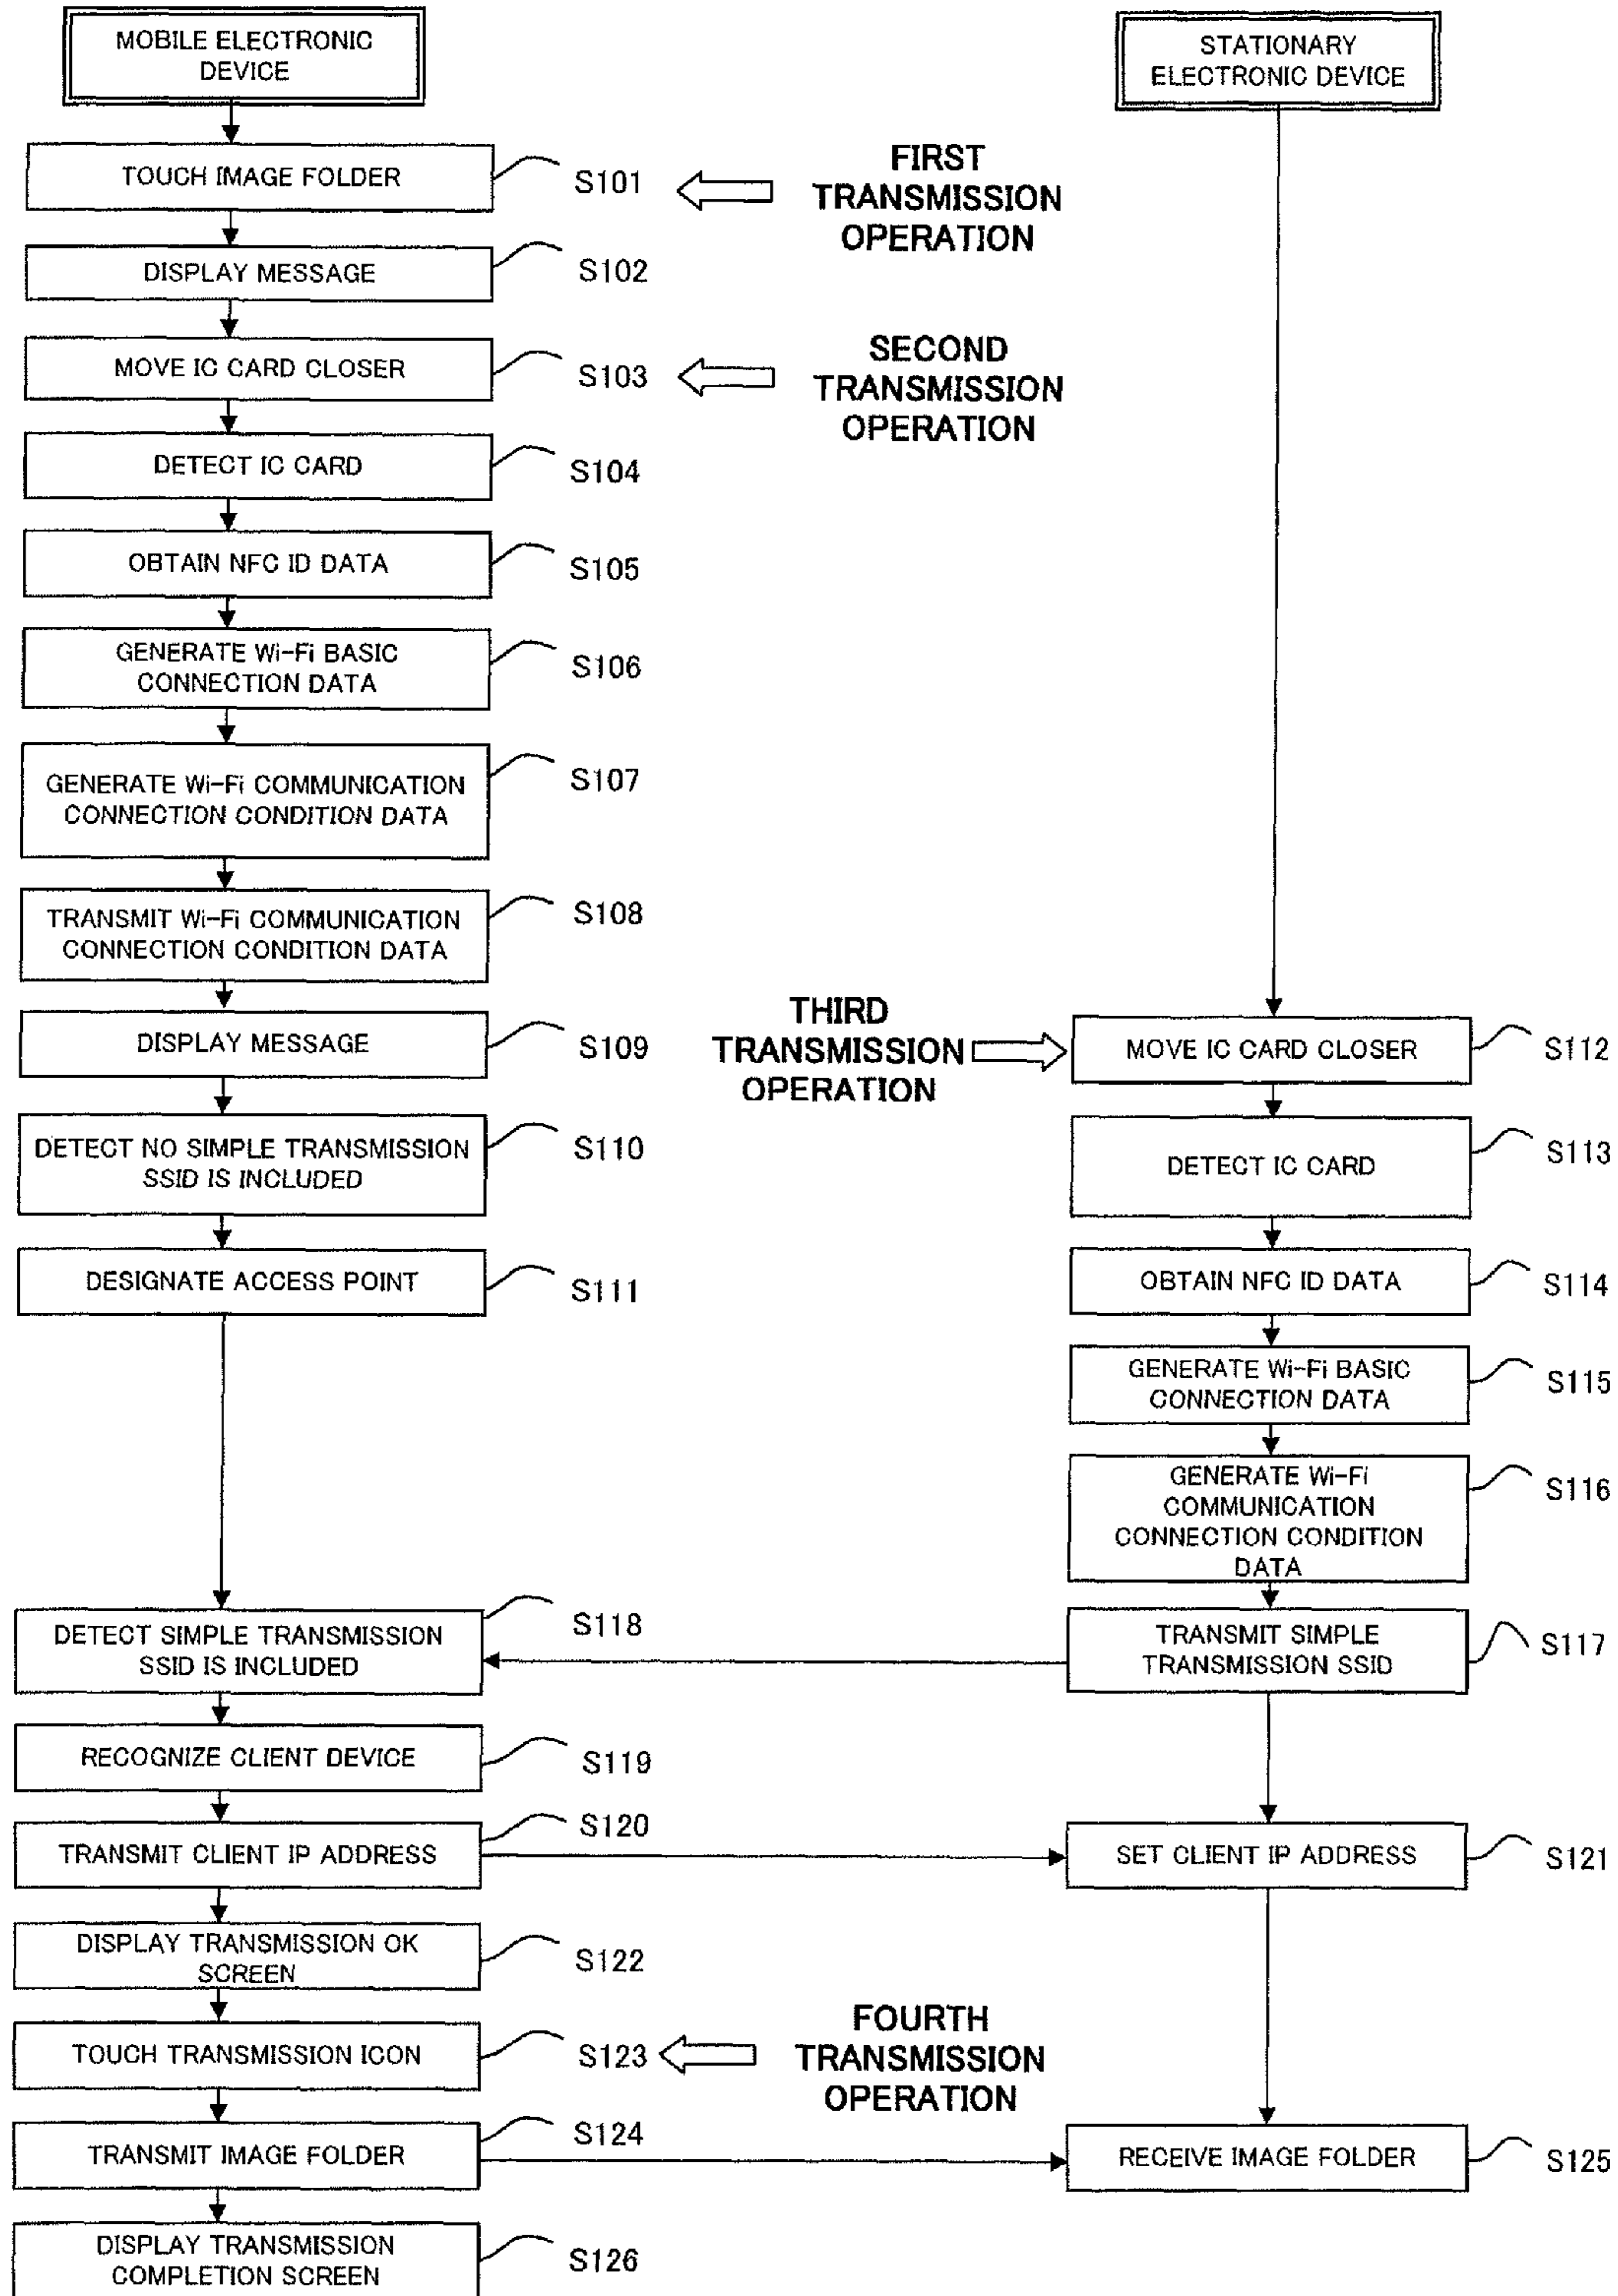 MOBILE ELECTRONIC
DEVICE
STATIONARY
ELECTRONIC DEVICE
TOUCH IMAGE FOLDER
S101
FIRST
TRANSMISSION
OPERATION
DISPLAY MESSAGE
S102
MOVE IC CARD CLOSER
S103
SECOND
TRANSMISSION
OPERATION
DETECT IC CARD
S104
OBTAIN NFC ID DATA
S105
GENERATE Wi-Fi BASIC
CONNECTION DATA
S106
GENERATE Wi-Fi COMMUNICATION
CONNECTION CONDITION DATA
S107
TRANSMIT Wi-Fi COMMUNICATION
CONNECTION CONDITION DATA
S108
DISPLAY MESSAGE
S109
THIRD
TRANSMISSION
OPERATION
MOVE IC CARD CLOSER
S112
DETECT NO SIMPLE TRANSMISSION
SSID IS INCLUDED
S110
DETECT IC CARD
S113
DESIGNATE ACCESS POINT
S111
OBTAIN NFC ID DATA
S114
GENERATE Wi-Fi BASIC
CONNECTION DATA
S115
GENERATE Wi-Fi
COMMUNICATION
CONNECTION CONDITION
DATA
S116
DETECT SIMPLE TRANSMISSION
SSID IS INCLUDED
S118
TRANSMIT SIMPLE
TRANSMISSION SSID
S117
RECOGNIZE CLIENT DEVICE
S119
TRANSMIT CLIENT IP ADDRESS
S120
SET CLIENT IP ADDRESS
S121
DISPLAY TRANSMISSION OK
SCREEN
S122
TOUCH TRANSMISSION ICON
S123
FOURTH
TRANSMISSION
OPERATION
TRANSMIT IMAGE FOLDER
S124
RECEIVE IMAGE FOLDER
S125
DISPLAY TRANSMISSION
COMPLETION SCREEN
S126